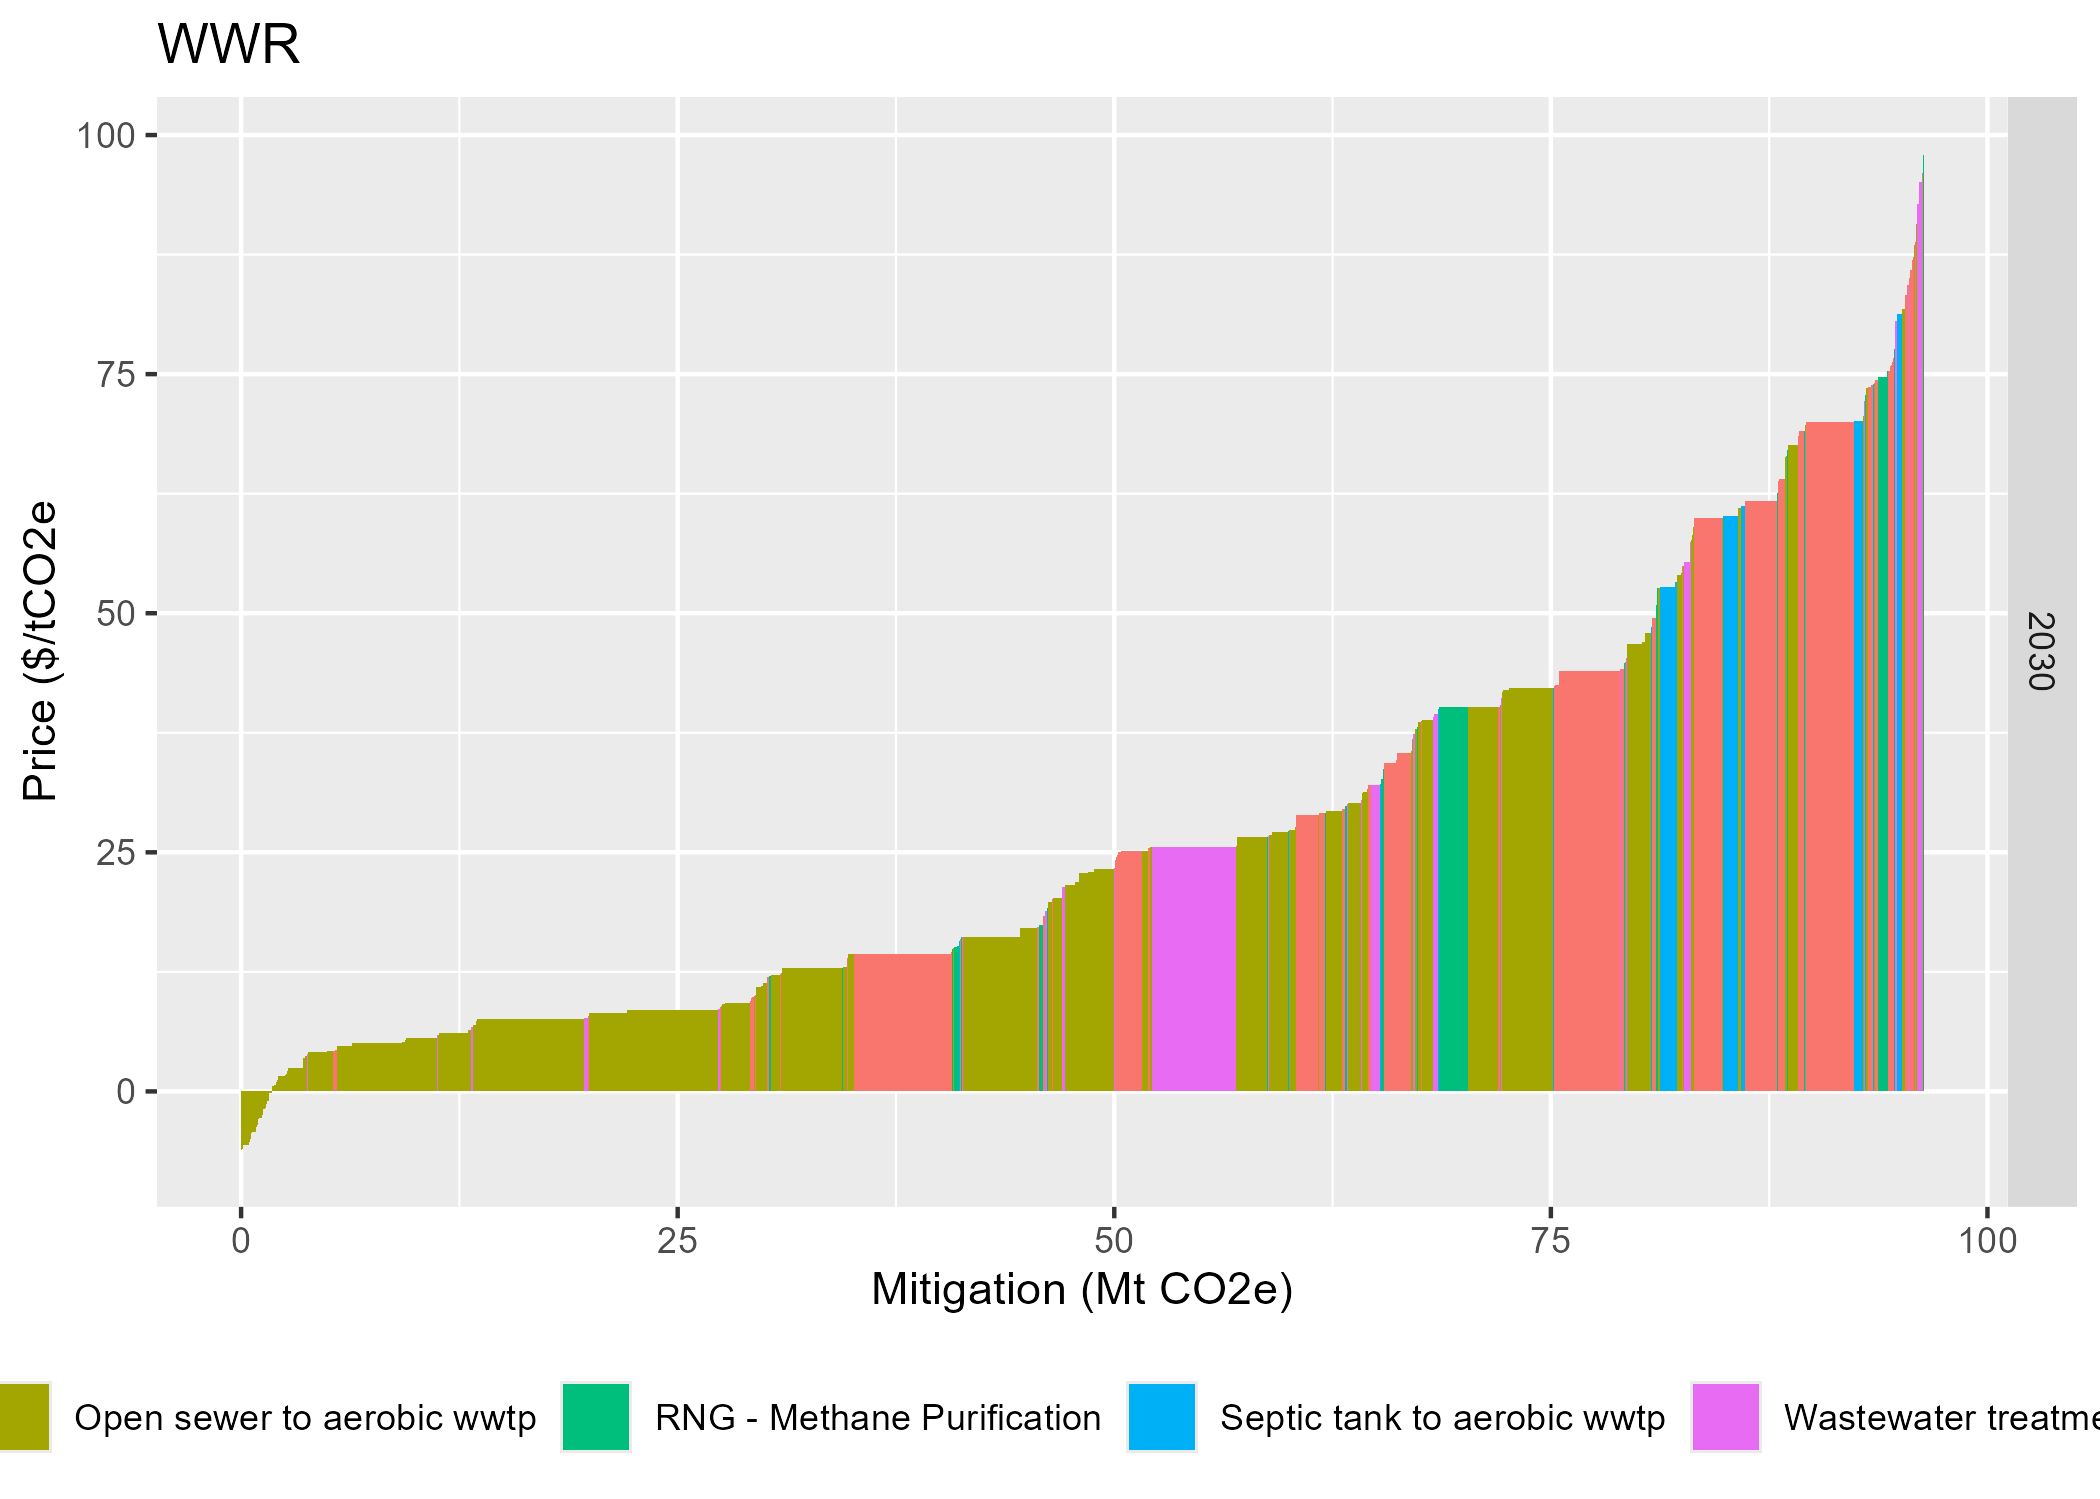 WWR
100
75
50
25
0
Price ($/tCO2e
2030
0 25 50 75 100
Mitigation (Mt CO2e)
Open sewer to aerobic wwtp RNG - Methane Purification Septic tank to aerobic wwtp Wastewater